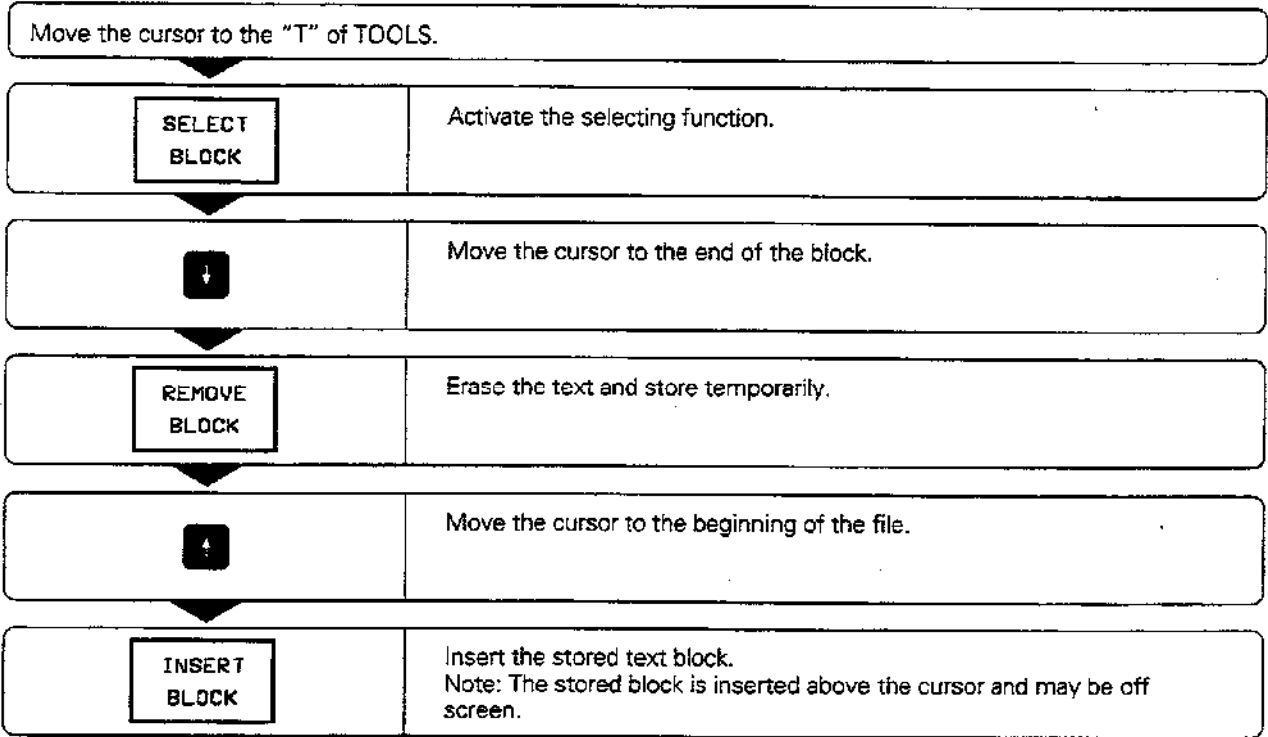 Move the cursor to the "T" of TOOLS.
SELECT
BLOCK
Activate the selecting function.
↓
Move the cursor to the end of the block.
REMOVE
BLOCK
Erase the text and store temporarily.
↑
Move the cursor to the beginning of the file.
INSERT
BLOCK
Insert the stored text block.
Note: The stored block is inserted above the cursor and may be off
screen.